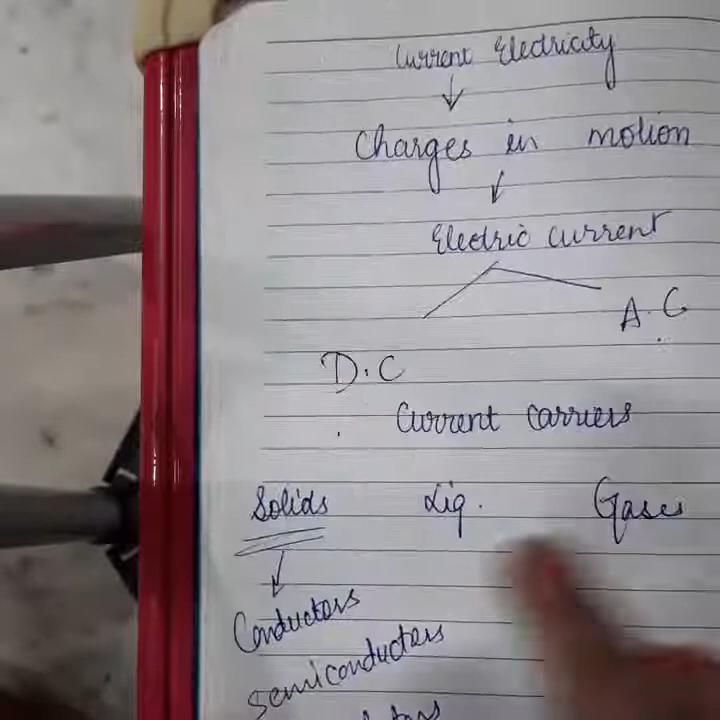 Current Electricity
Charges in motion
Electric current
A.C
D.C
Current carriers
Solids Liq. Gases
Conductors
semiconductors